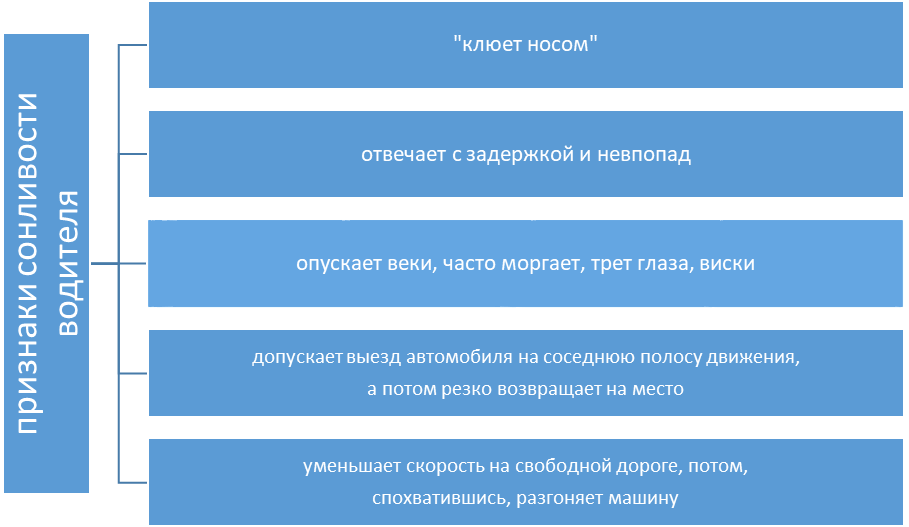 признаки сонливости
водителя
"клюет носом"
отвечает с задержкой и невпопад
опускает веки, часто моргает, трет глаза, виски
допускает выезд автомобиля на соседнюю полосу движения,
а потом резко возвращает на место
уменьшает скорость на свободной дороге, потом,
спохватившись, разгоняет машину